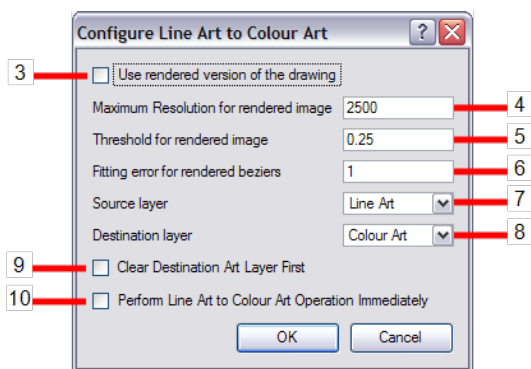 Configure Line Art to Colour Art ?
3 Use rendered version of the drawing
Maximum Resolution for rendered image 2500 4
Threshold for rendered image 0.25 5
Fitting error for rendered beziers 1 6
Source layer Line Art 7
Destination layer Colour Art 8
9 Clear Destination Art Layer First
10 Perform Line Art to Colour Art Operation Immediately
OK Cancel